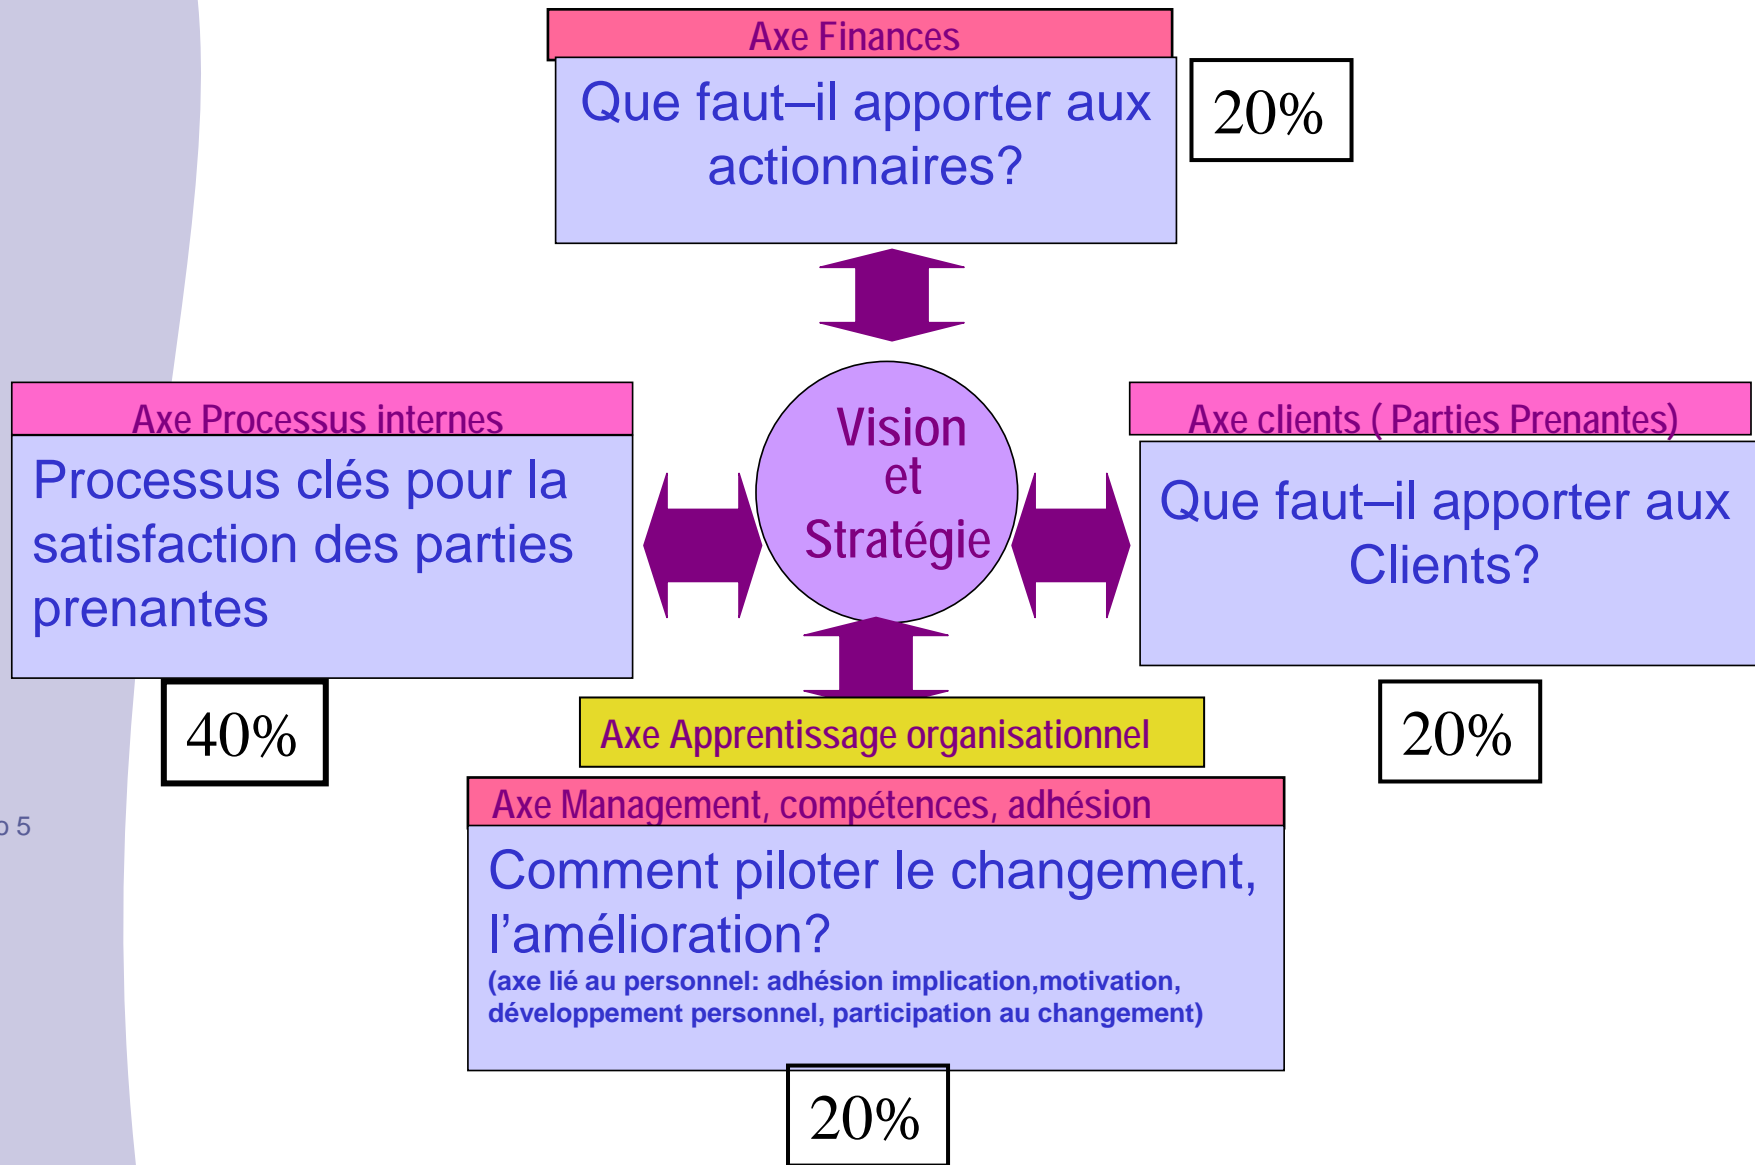 Axe Finances
Que faut–il apporter aux
actionnaires?
20%
Axe Processus internes
Processus clés pour la
satisfaction des parties
prenantes
40%
Vision
et
Stratégie
Axe clients ( Parties Prenantes)
Que faut–il apporter aux
Clients?
20%
Axe Apprentissage organisationnel
Axe Management, compétences, adhésion
Comment piloter le changement,
l’amélioration?
(axe lié au personnel: adhésion implication,motivation,
développement personnel, participation au changement)
20%
5